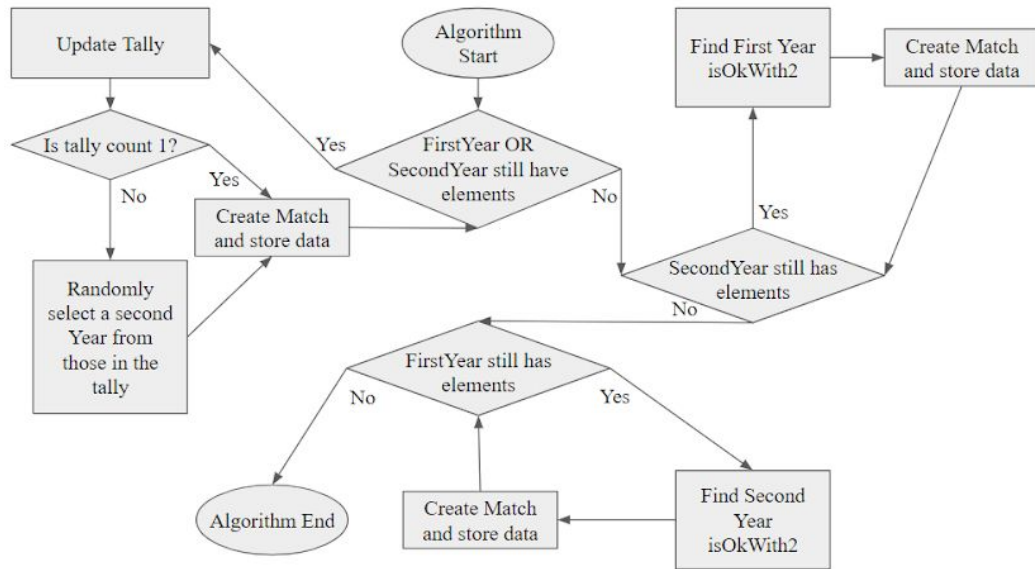 Update Tally
Is tally count 1?
Yes
No
Create Match
and store data
Randomly
select a second
Year from
those in the
tally
Algorithm
Start
Yes
FirstYear OR
SecondYear still have
elements
No
Find First Year
isOkWith2
Create Match
and store data
Yes
SecondYear still has
elements
No
FirstYear still has
elements
No
Yes
Algorithm End
Create Match
and store data
Find Second
Year
isOkWith2